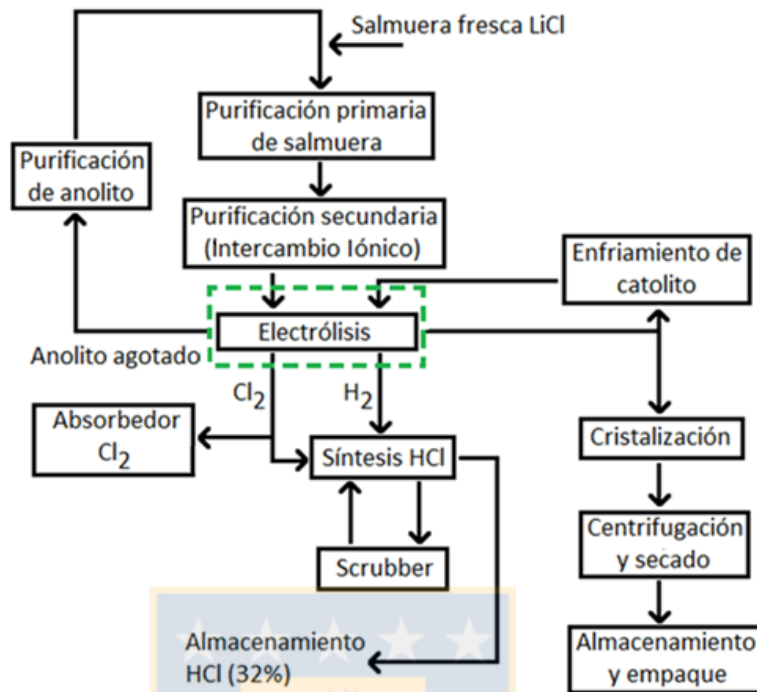 Salmuera fresca LiCl
Purificación primaria
de salmuera
Purificación
de anolito
Purificación secundaria
(Intercambio Iónico)
Enfriamiento de
catolito
Electrólisis
Anolito agotado
Cl2
H2
Absorbedor
Cl2
Síntesis HCl
Cristalización
Scrubber
Centrifugación
y secado
Almacenamiento
HCl (32%)
Almacenamiento
y empaque